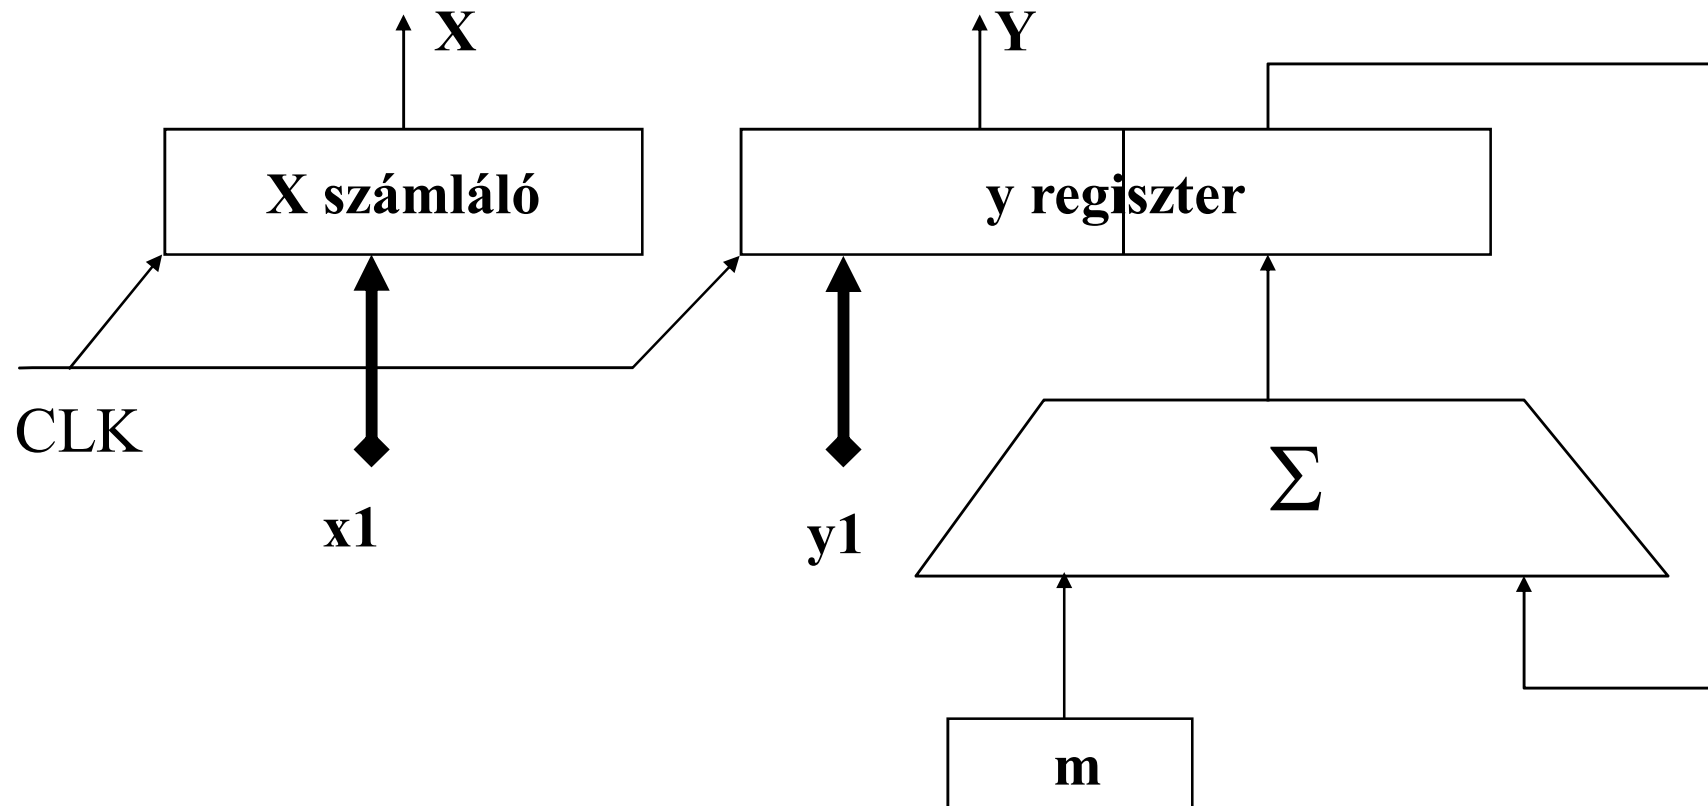 X
Y
X számláló
y regiszter
CLK
x1
y1
Σ
m